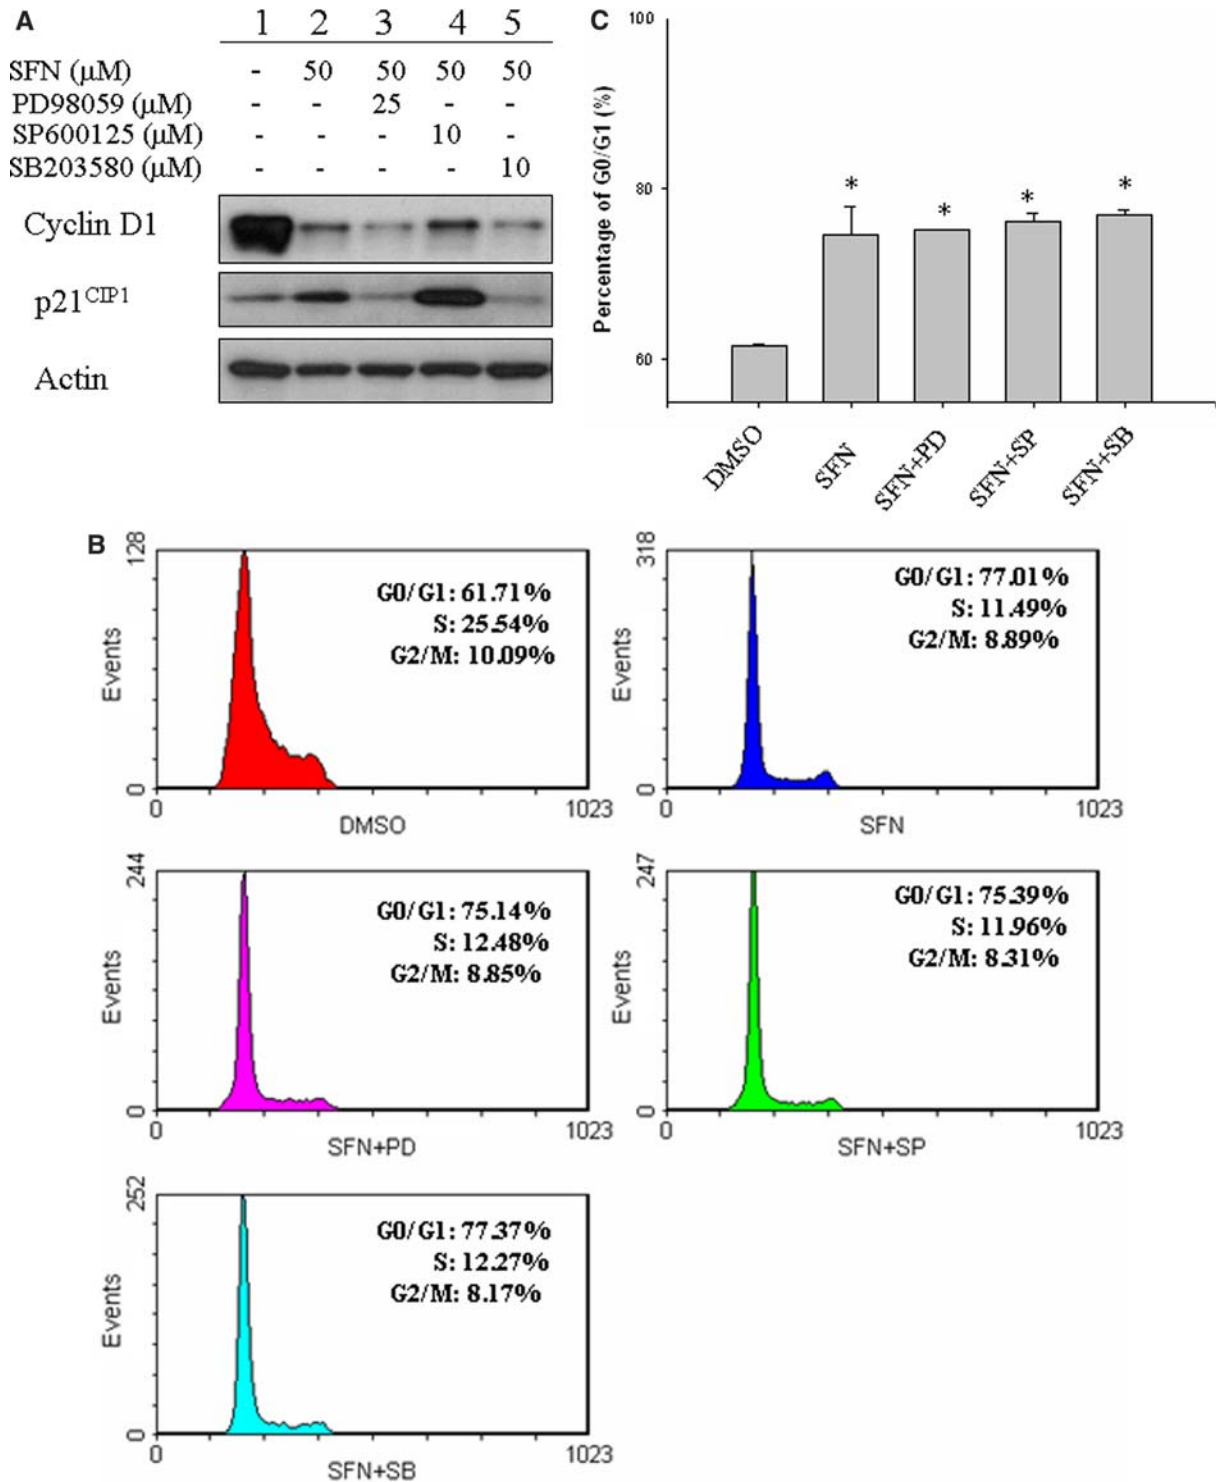 A
1 2 3 4 5
SFN (µM) - 50 50 50 50
PD98059 (µM) - - 25 - -
SP600125 (µM) - - - 10 -
SB203580 (µM) - - - - 10
Cyclin D1
p21CIP1
Actin
C
Percentage of G0/G1 (%)
100
80
60
* * * *
DMSO SFN SFN+PD SFN+SP SFN+SB
B
128
Events
0
G0/G1: 61.71%
S: 25.54%
G2/M: 10.09%
0 1023
DMSO
318
Events
0
G0/G1: 77.01%
S: 11.49%
G2/M: 8.89%
0 1023
SFN
244
Events
0
G0/G1: 75.14%
S: 12.48%
G2/M: 8.85%
0 1023
SFN+PD
247
Events
0
G0/G1: 75.39%
S: 11.96%
G2/M: 8.31%
0 1023
SFN+SP
252
Events
0
G0/G1: 77.37%
S: 12.27%
G2/M: 8.17%
0 1023
SFN+SB